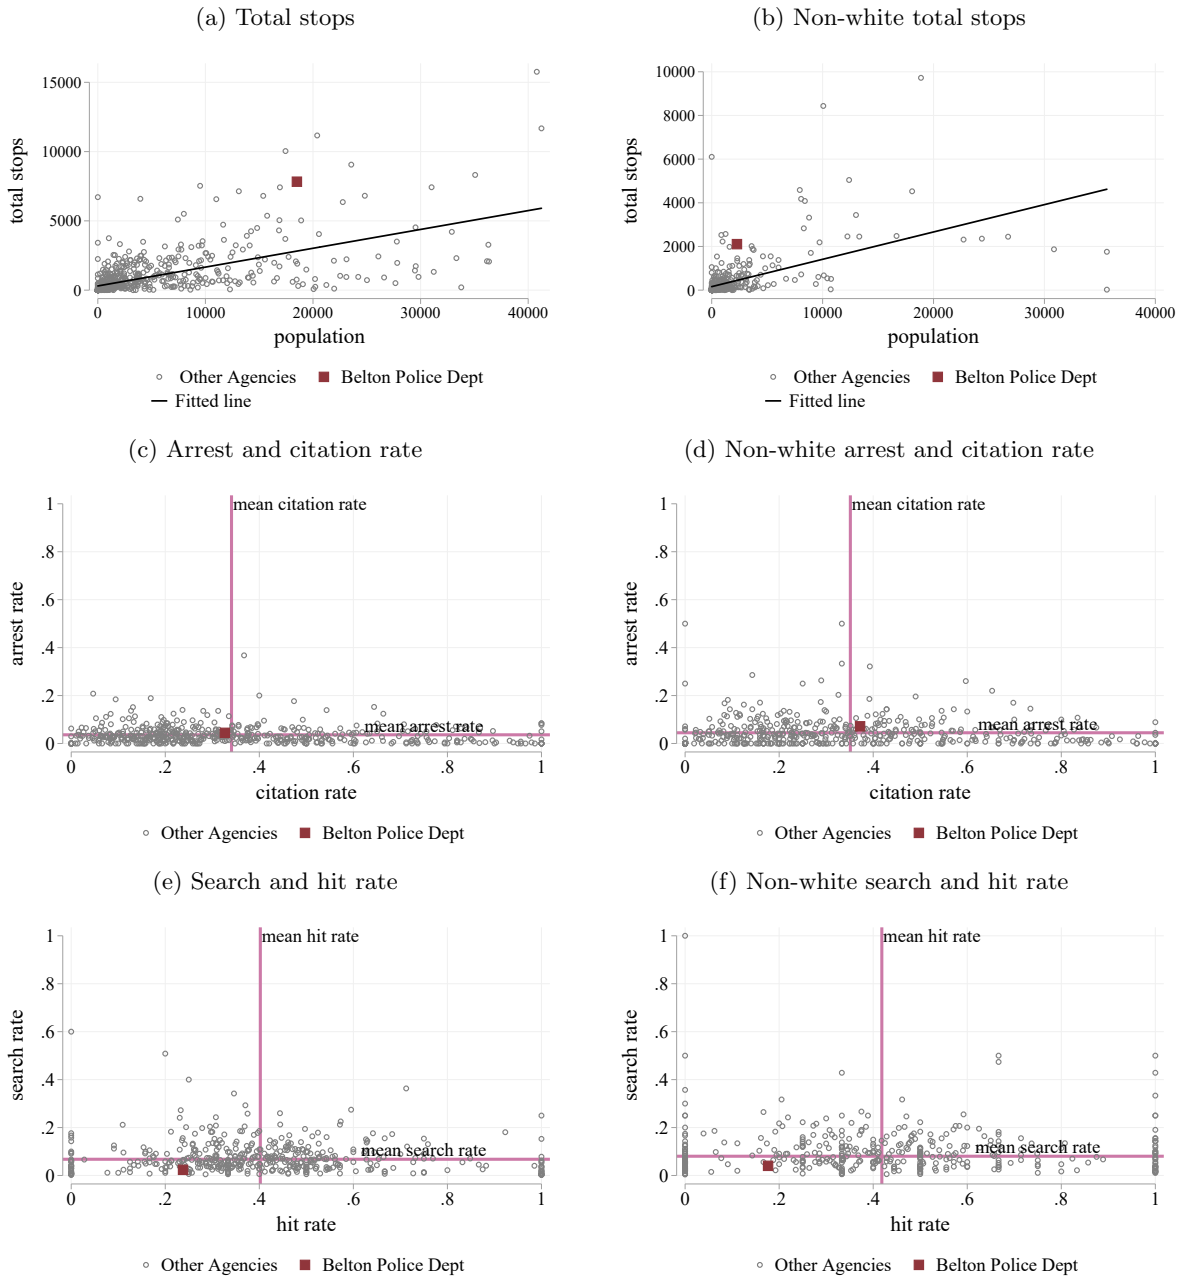 (a) Total stops
(b) Non-white total stops
total stops
15000
10000
5000
0
0 10000 20000 30000 40000
population
Other Agencies Belton Police Dept
Fitted line
total stops
10000
8000
6000
4000
2000
0
0 10000 20000 30000 40000
population
Other Agencies Belton Police Dept
Fitted line
(c) Arrest and citation rate
(d) Non-white arrest and citation rate
arrest rate
1
.8
.6
.4
.2
0
mean citation rate
mean arrest rate
0 .2 .4 .6 .8 1
citation rate
Other Agencies Belton Police Dept
arrest rate
1
.8
.6
.4
.2
0
mean citation rate
mean arrest rate
0 .2 .4 .6 .8 1
citation rate
Other Agencies Belton Police Dept
(e) Search and hit rate
(f) Non-white search and hit rate
search rate
1
.8
.6
.4
.2
0
mean hit rate
mean search rate
0 .2 .4 .6 .8 1
hit rate
Other Agencies Belton Police Dept
search rate
1
.8
.6
.4
.2
0
mean hit rate
mean search rate
0 .2 .4 .6 .8 1
hit rate
Other Agencies Belton Police Dept